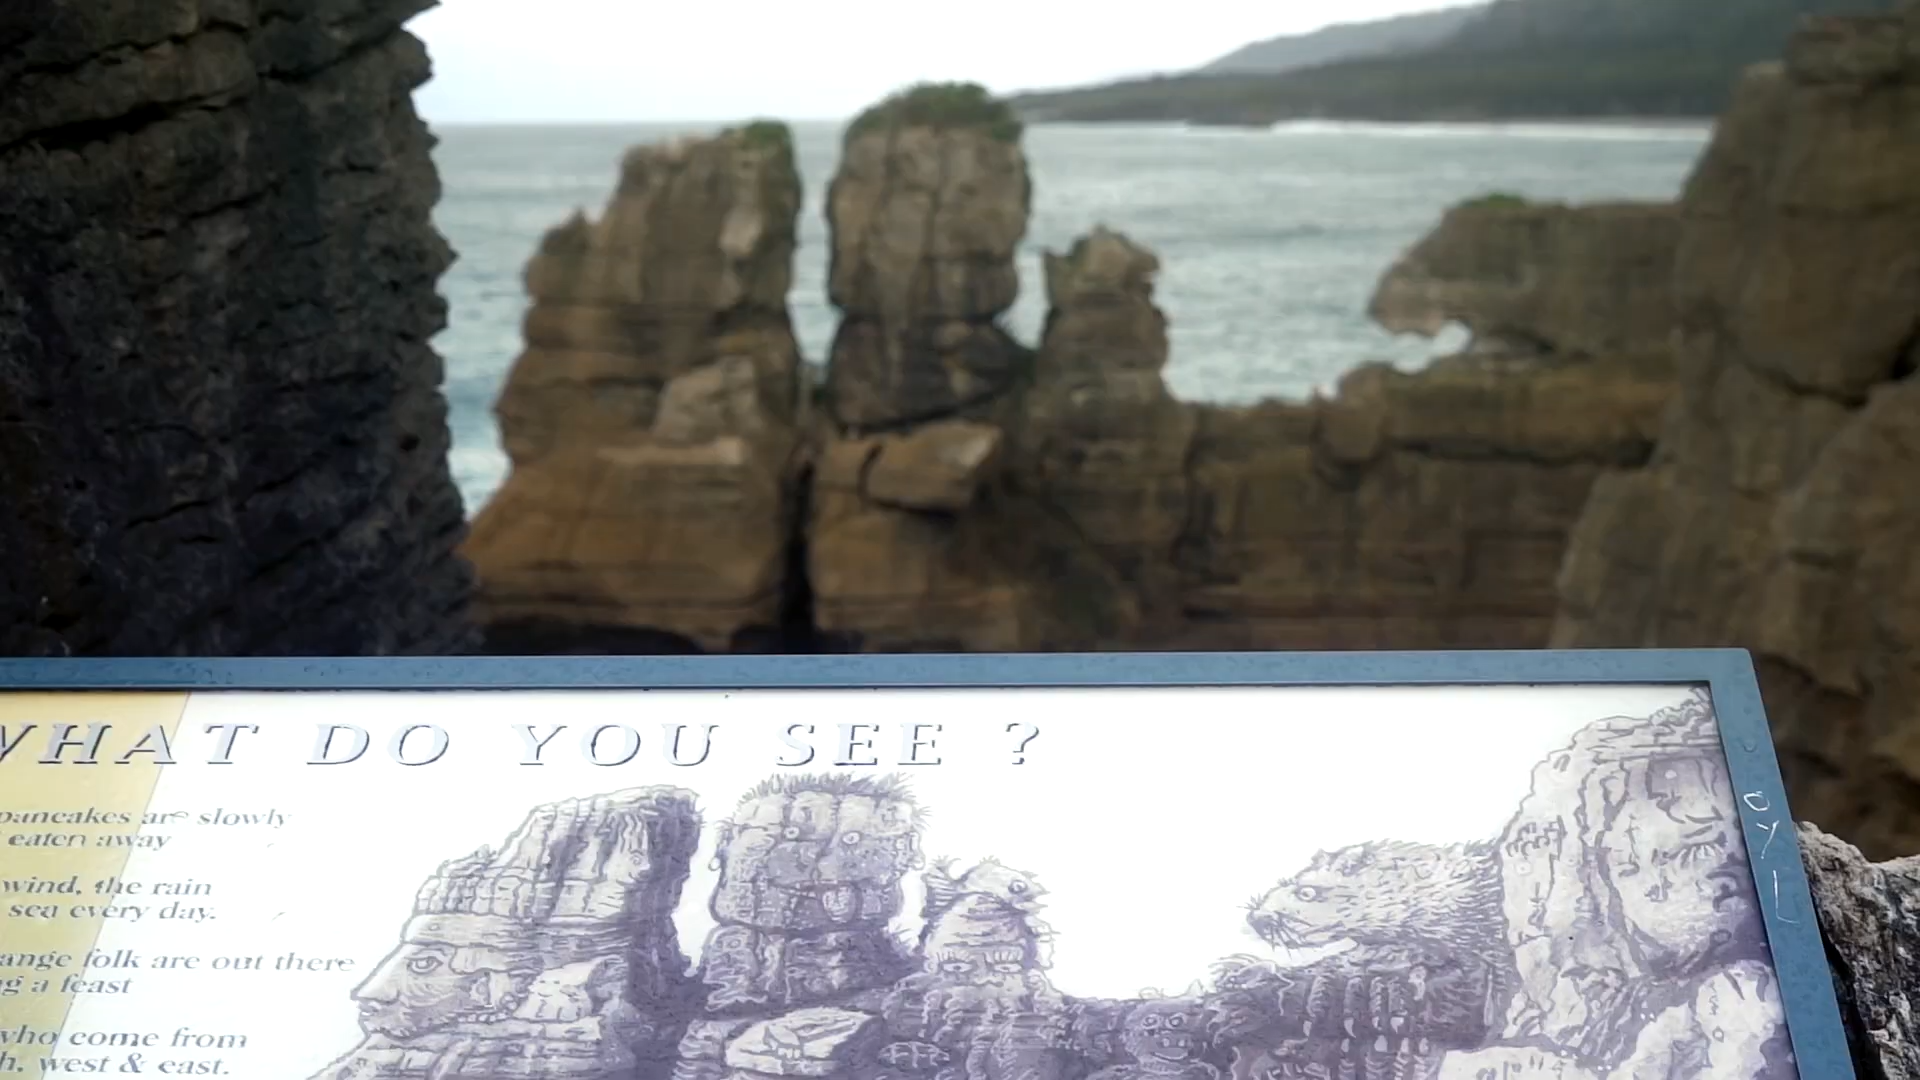 WHAT DO YOU SEE ?
pancakes are slowly
eaten away
wind, the rain
sea every day.
ange folk are out there
g a feast
who come from
h, west & east.